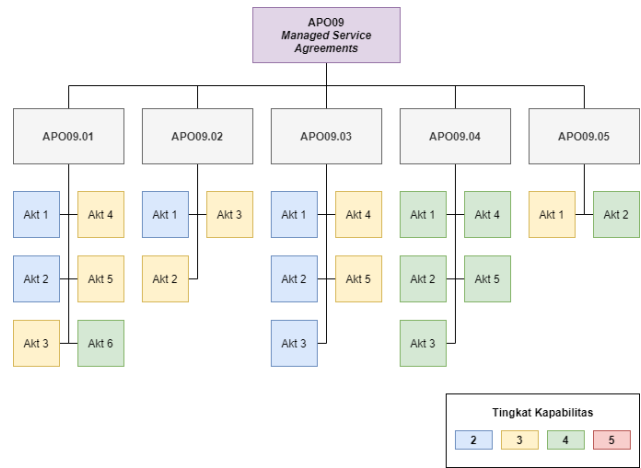 APO09
Managed Service
Agreements
APO09.01
APO09.02
APO09.03
APO09.04
APO09.05
Akt 1
Akt 4
Akt 1
Akt 3
Akt 1
Akt 4
Akt 1
Akt 4
Akt 1
Akt 2
Akt 2
Akt 5
Akt 2
Akt 2
Akt 5
Akt 2
Akt 5
Akt 3
Akt 6
Akt 3
Akt 3
Tingkat Kapabilitas
2
3
4
5